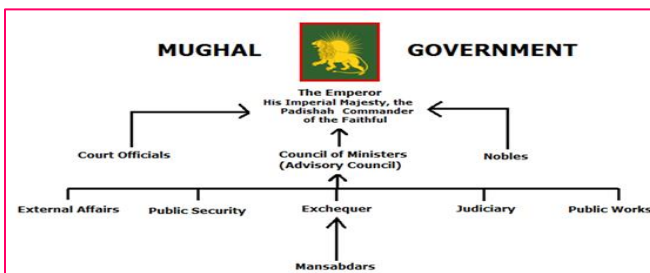 MUGHAL GOVERNMENT
The Emperor
His Imperial Majesty, the
Padishah Commander
of the Faithful
Court Officials
Council of Ministers
(Advisory Council)
Nobles
External Affairs
Public Security
Exchequer
Judiciary
Public Works
Mansabdars